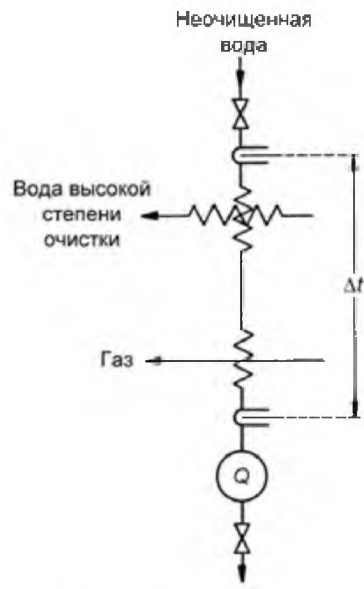 Неочищенная
вода
Вода высокой
степени
очистки
Δt
Газ
Q